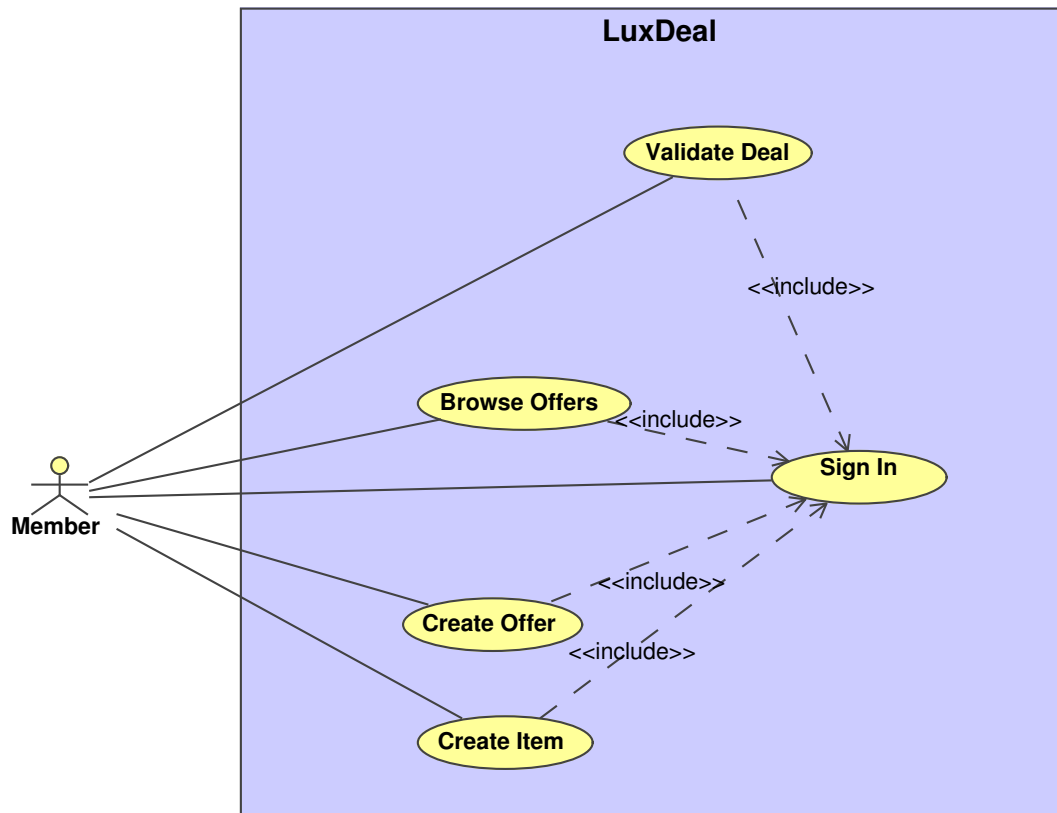 LuxDeal
Validate Deal
<<include>>
Browse Offers
<<include>>
Sign In
Member
<<include>>
Create Offer
<<include>>
Create Item